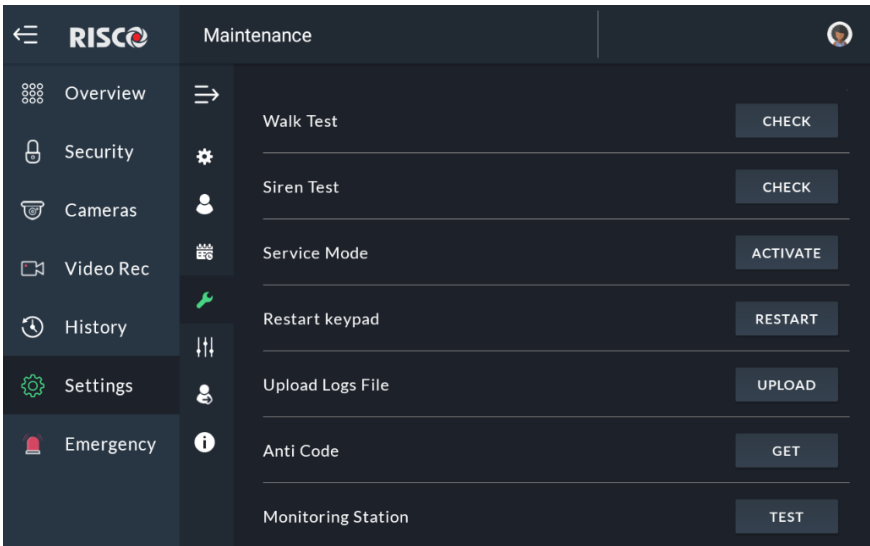 RISCO
Maintenance
Overview
Security
Cameras
Video Rec
History
Settings
Emergency
Walk Test
CHECK
Siren Test
CHECK
Service Mode
ACTIVATE
Restart keypad
RESTART
Upload Logs File
UPLOAD
Anti Code
GET
Monitoring Station
TEST